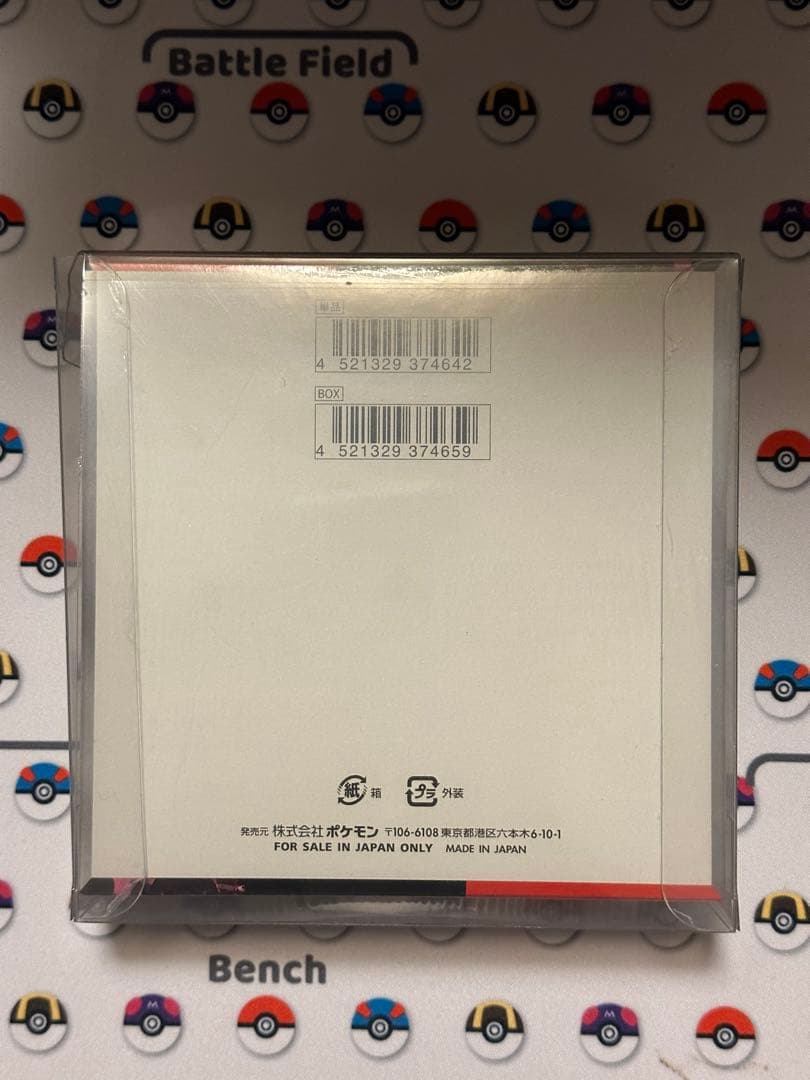 Battle Field
単品
4 521329 374642
BOX
4 521329 374659
紙 箱 プラ 外装
発売元 株式会社 ポケモン 〒106-6108 東京都港区六本木6-10-1
FOR SALE IN JAPAN ONLY MADE IN JAPAN
Bench